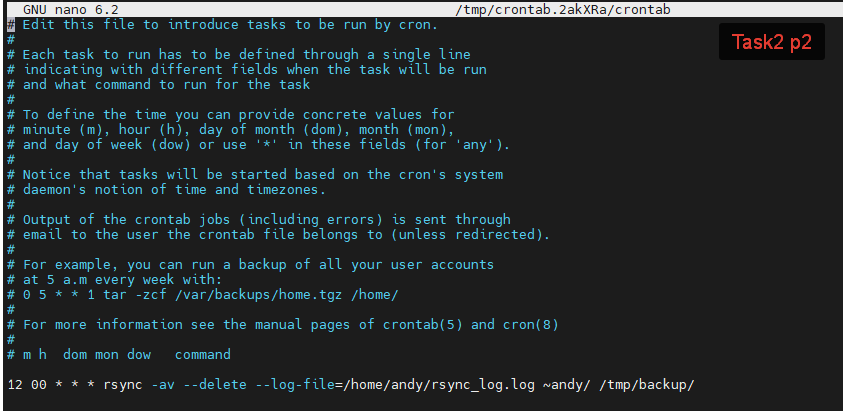 GNU nano 6.2 /tmp/crontab.2akXRa/crontab
# Edit this file to introduce tasks to be run by cron.
Task2 p2
#
# Each task to run has to be defined through a single line
# indicating with different fields when the task will be run
# and what command to run for the task
#
# To define the time you can provide concrete values for
# minute (m), hour (h), day of month (dom), month (mon),
# and day of week (dow) or use '*' in these fields (for 'any').
#
# Notice that tasks will be started based on the cron's system
# daemon's notion of time and timezones.
#
# Output of the crontab jobs (including errors) is sent through
# email to the user the crontab file belongs to (unless redirected).
#
# For example, you can run a backup of all your user accounts
# at 5 a.m every week with:
# 0 5 * * 1 tar -zcf /var/backups/home.tgz /home/
#
# For more information see the manual pages of crontab(5) and cron(8)
#
# m h  dom mon dow   command
12 00 * * * rsync -av --delete --log-file=/home/andy/rsync_log.log ~andy/ /tmp/backup/